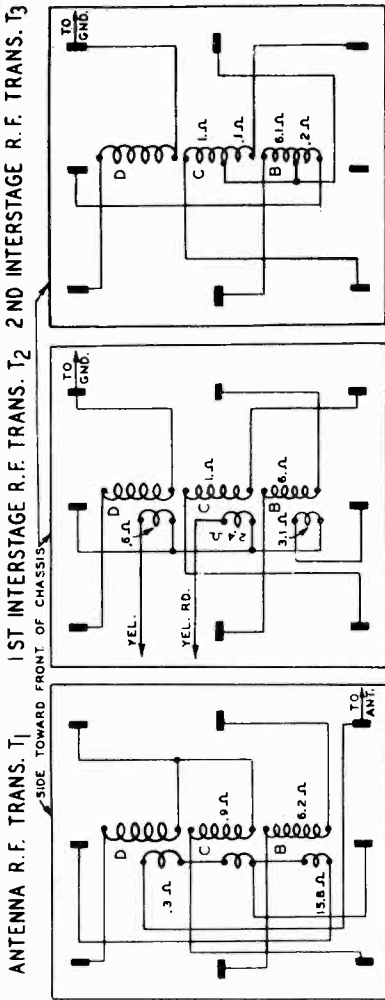 ANTENNA R.F. TRANS. T1
1ST INTERSTAGE R.F. TRANS. T2
2ND INTERSTAGE R.F. TRANS. T3
SIDE TOWARD FRONT OF CHASSIS
D
.3 Ω
C
.9 Ω
B
6.2 Ω
15.8 Ω
TO
ANT.
TO
GND.
D
.6 Ω
YEL.
C
1. Ω
YEL. RD.
B
6. Ω
3.1 Ω
TO
GND.
D
C
1. Ω
.1 Ω
B
6.1 Ω
.2 Ω